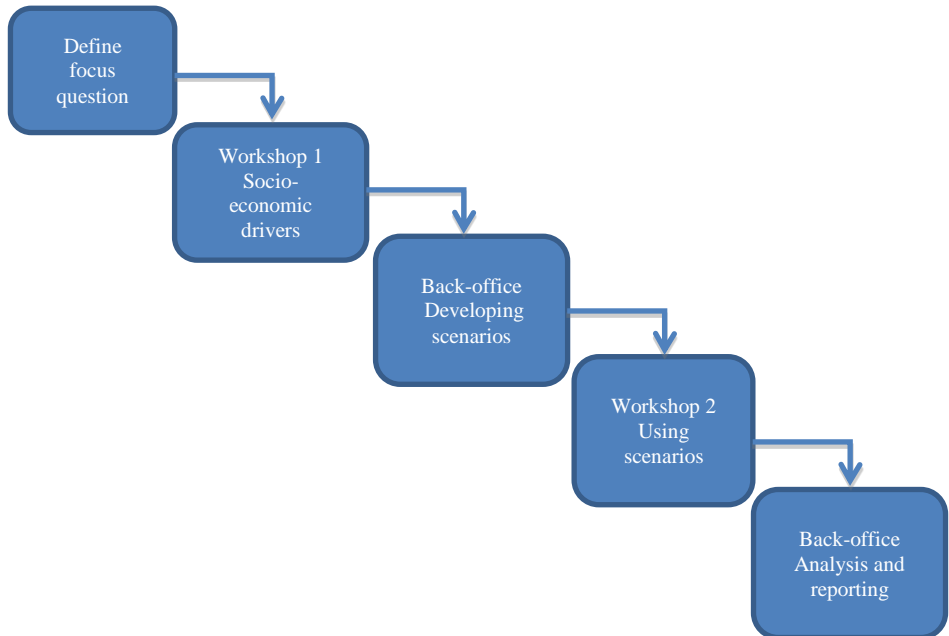 Define
focus
question
Workshop 1
Socio-
economic
drivers
Back-office
Developing
scenarios
Workshop 2
Using
scenarios
Back-office
Analysis and
reporting